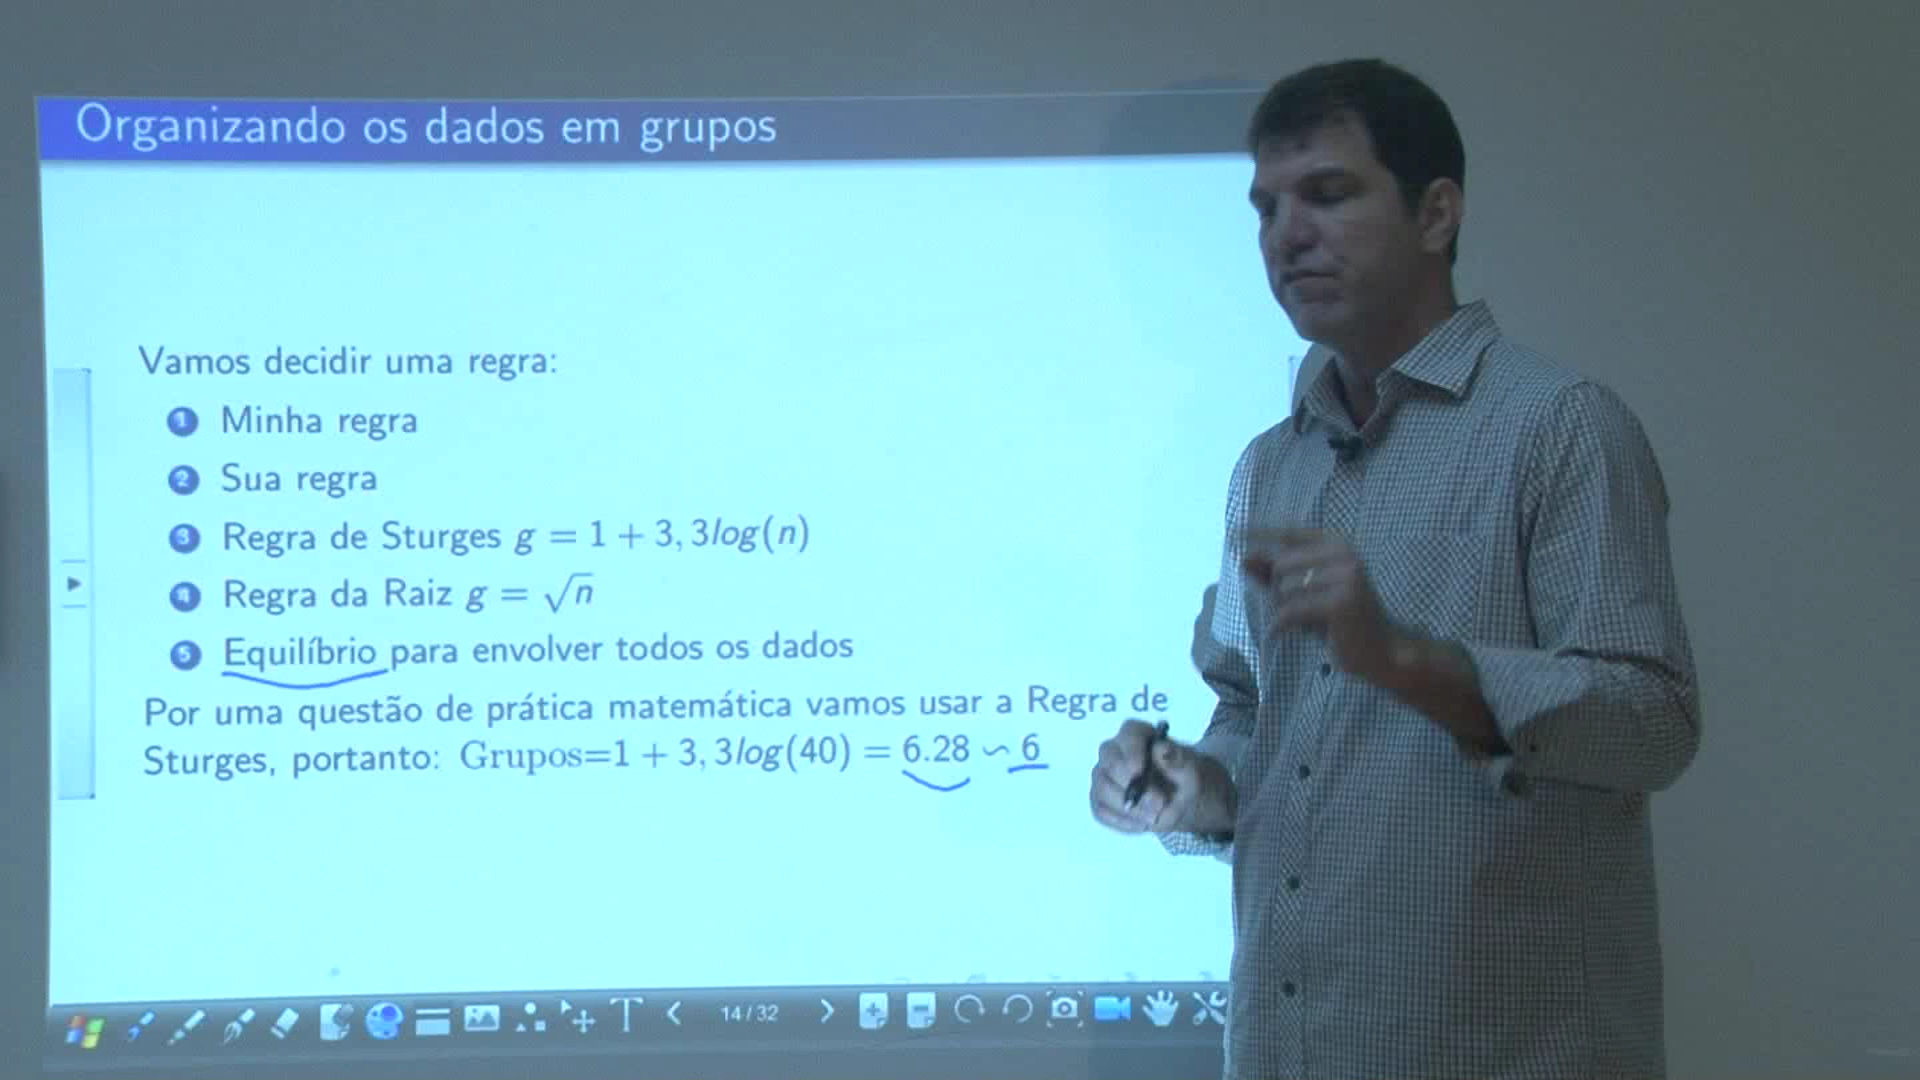 Organizando os dados em grupos
Vamos decidir uma regra:
1 Minha regra
2 Sua regra
3 Regra de Sturges g = 1 + 3, 3log(n)
4 Regra da Raiz g = √n
5 Equilíbrio para envolver todos os dados
Por uma questão de prática matemática vamos usar a Regra de
Sturges, portanto: Grupos=1 + 3, 3log(40) = 6.28 ∽ 6
T
14/32